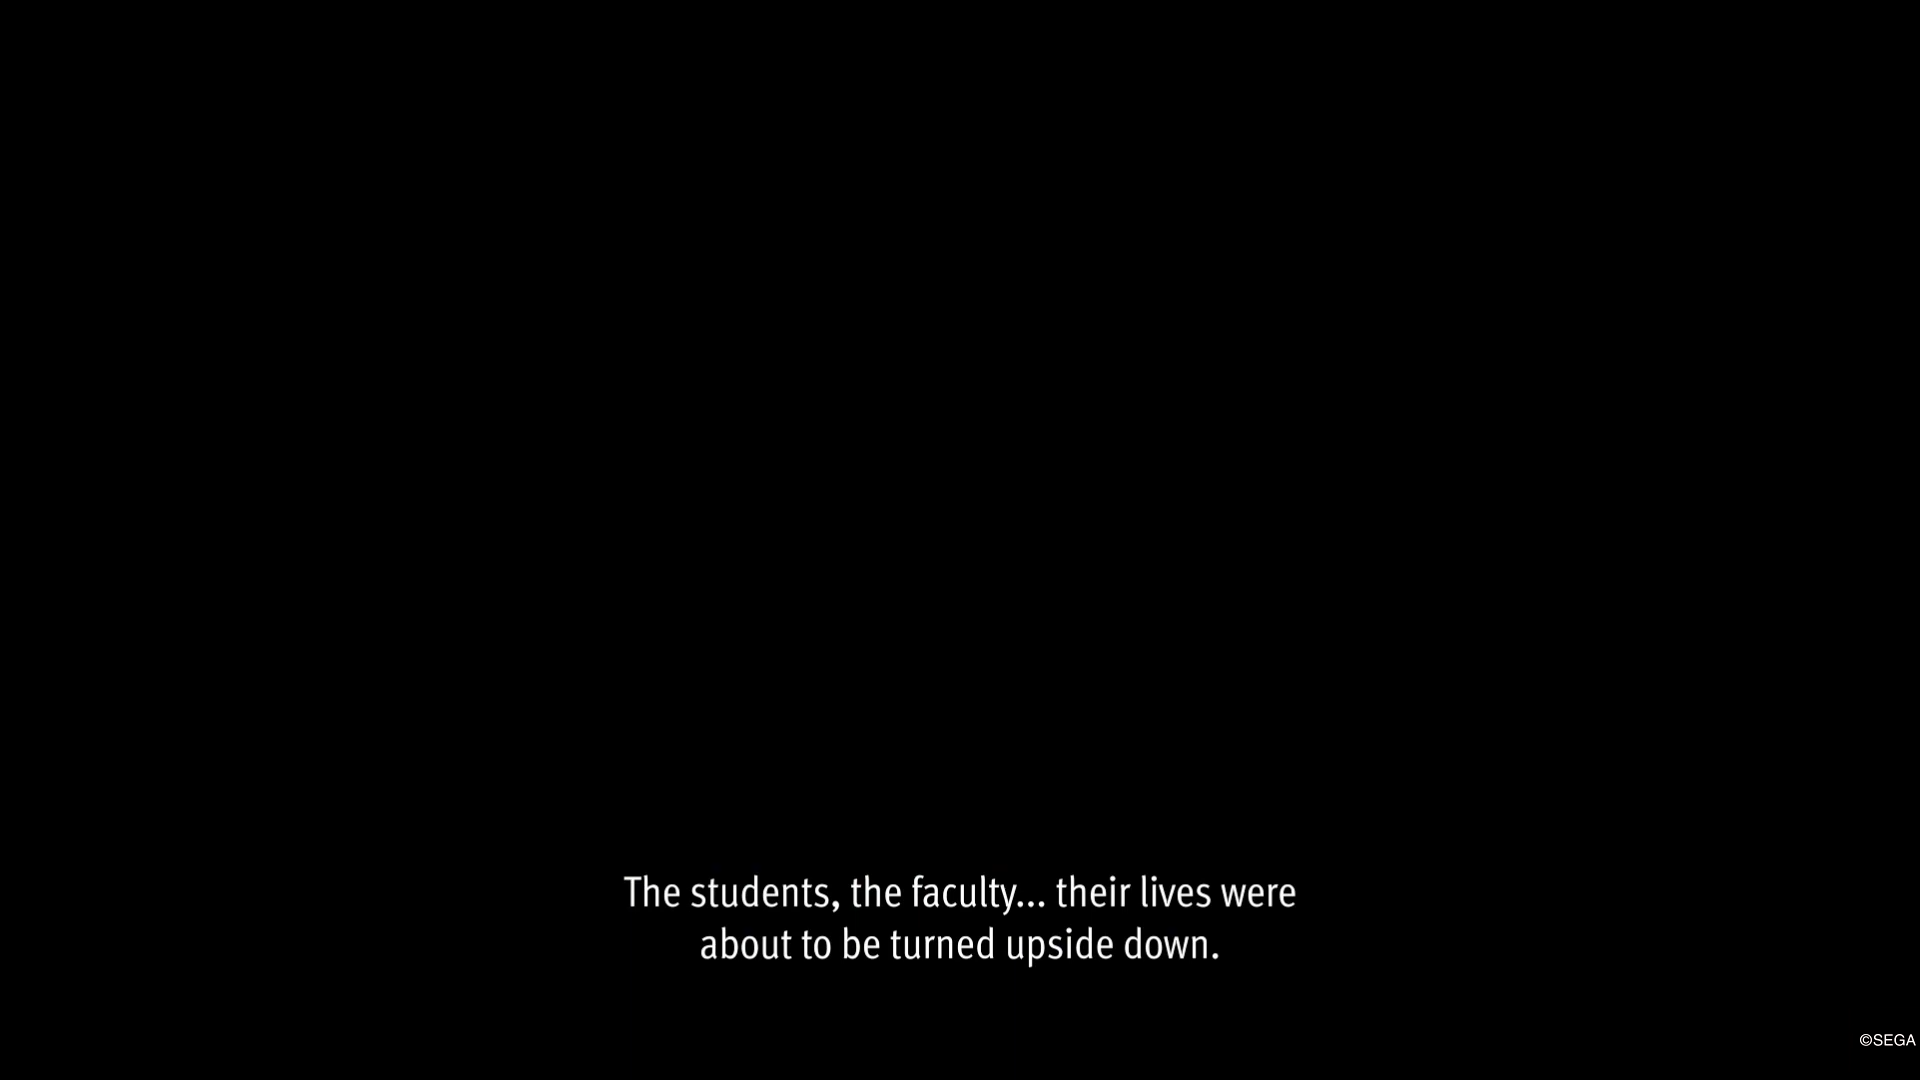 The students, the faculty... their lives were
about to be turned upside down.
©SEGA